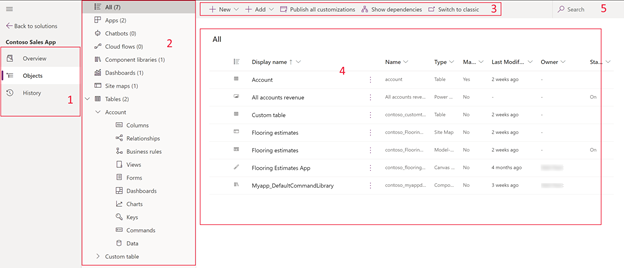 Back to solutions
Contoso Sales App
Overview
Objects
History
1
All (7)
Apps (2)
Chatbots (0)
Cloud flows (0)
Component libraries (1)
Dashboards (1)
Site maps (1)
Tables (2)
Account
Columns
Relationships
Business rules
Views
Forms
Dashboards
Charts
Keys
Commands
Data
Custom table
2
+ New + Add Publish all customizations Show dependencies Switch to classic 3
Search 5
All
4
Display name ↑ Name Type Ma... Last Modif... Owner Sta...
Account account Table Yes 2 weeks ago -
All accounts revenue All accounts reve... Power ... No - - On
Custom table contoso_customt... Table No 2 weeks ago -
Flooring estimates contoso_Floorin... Site Map No 2 weeks ago -
Flooring estimates contoso_Floorin... Model-... No 2 weeks ago - On
Flooring Estimates App contoso_flooring... Canvas ... No 4 months ago
Myapp_DefaultCommandLibrary contoso_myappd... Compo... No 3 weeks ago